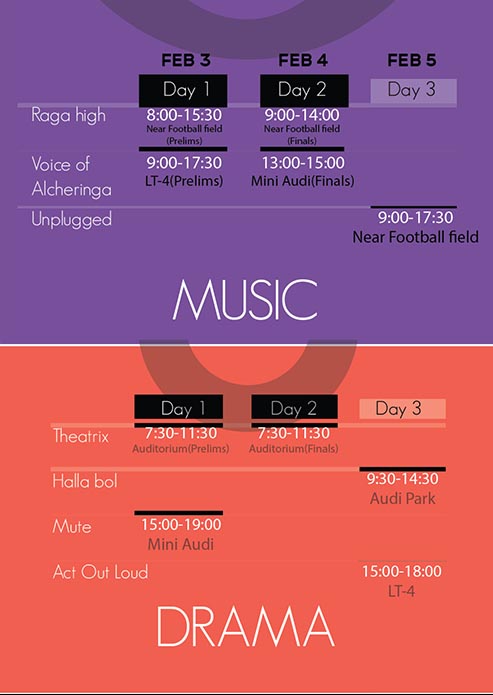 FEB 3 FEB 4 FEB 5
Day 1 Day 2 Day 3
Raga high 8:00-15:30 9:00-14:00
Near Football field Near Football field
(Prelims) (Finals)
Voice of 9:00-17:30 13:00-15:00
Alcheringa LT-4(Prelims) Mini Audi(Finals)
Unplugged 9:00-17:30
Near Football field
MUSIC
Day 1 Day 2 Day 3
Theatrix 7:30-11:30 7:30-11:30
Auditorium(Prelims) Auditorium(Finals)
Halla bol 9:30-14:30
Audi Park
Mute 15:00-19:00
Mini Audi
Act Out Loud 15:00-18:00
LT-4
DRAMA